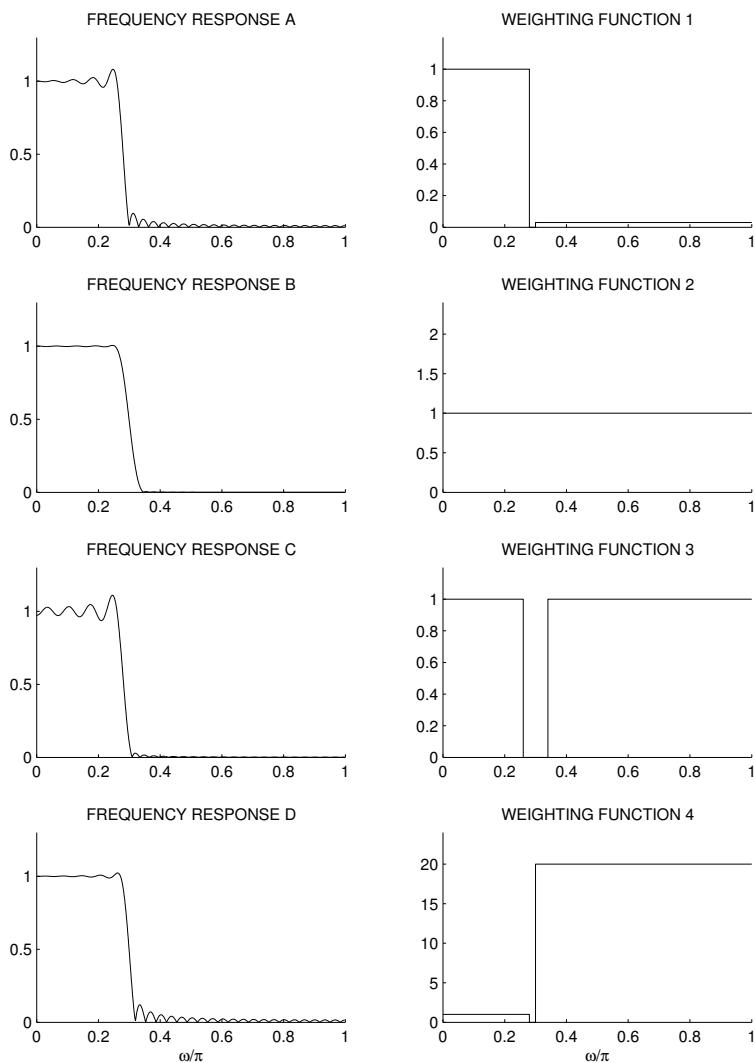 FREQUENCY RESPONSE A
1
0.5
0
0 0.2 0.4 0.6 0.8 1
WEIGHTING FUNCTION 1
1
0.8
0.6
0.4
0.2
0
0 0.2 0.4 0.6 0.8 1
FREQUENCY RESPONSE B
1
0.5
0
0 0.2 0.4 0.6 0.8 1
WEIGHTING FUNCTION 2
2
1.5
1
0.5
0
0 0.2 0.4 0.6 0.8 1
FREQUENCY RESPONSE C
1
0.5
0
0 0.2 0.4 0.6 0.8 1
WEIGHTING FUNCTION 3
1
0.8
0.6
0.4
0.2
0
0 0.2 0.4 0.6 0.8 1
FREQUENCY RESPONSE D
1
0.5
0
0 0.2 0.4 0.6 0.8 1
ω/π
WEIGHTING FUNCTION 4
20
15
10
5
0
0 0.2 0.4 0.6 0.8 1
ω/π